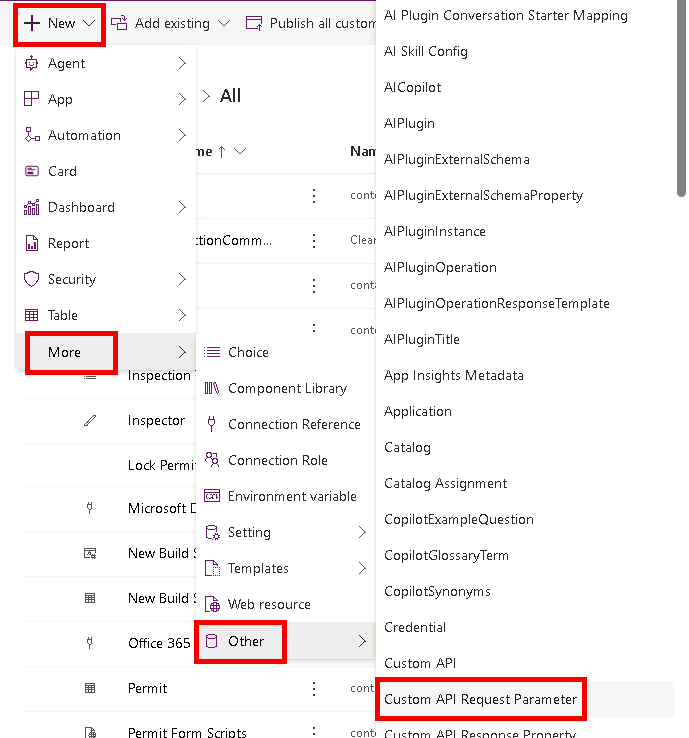 New
Add existing
Publish all custom
Agent
App
Automation
Card
Dashboard
Report
Security
Table
More
All
me
Nam
conte
ctionComm...
Clear
conta
conte
Inspection
Inspector
Lock Permi
Microsoft D
New Build S
New Build S
Office 365
Permit
conta
Permit Form Scripts
conta
Choice
Component Library
Connection Reference
Connection Role
Environment variable
Setting
Templates
Web resource
Other
AI Plugin Conversation Starter Mapping
AI Skill Config
AICopilot
AIPlugin
AIPluginExternalSchema
AIPluginExternalSchemaProperty
AIPluginInstance
AIPluginOperation
AIPluginOperationResponseTemplate
AIPluginTitle
App Insights Metadata
Application
Catalog
Catalog Assignment
CopilotExampleQuestion
CopilotGlossaryTerm
CopilotSynonyms
Credential
Custom API
Custom API Request Parameter
Custom API Response Property